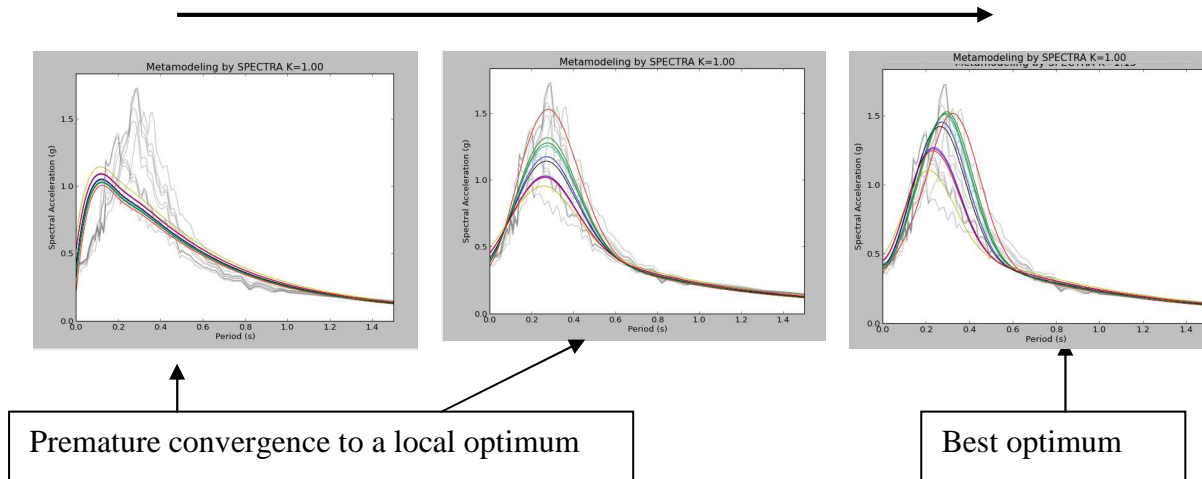 Metamodeling by SPECTRA K=1.00
Spectral Acceleration (g)
1.5
1.0
0.5
0.0
0.0 0.2 0.4 0.6 0.8 1.0 1.2 1.4
Period (s)
Metamodeling by SPECTRA K=1.00
Spectral Acceleration (g)
1.5
1.0
0.5
0.0
0.0 0.2 0.4 0.6 0.8 1.0 1.2 1.4
Period (s)
Metamodeling by SPECTRA K=1.00
Spectral Acceleration (g)
1.5
1.0
0.5
0.0
0.0 0.2 0.4 0.6 0.8 1.0 1.2 1.4
Period (s)
Premature convergence to a local optimum
Best optimum